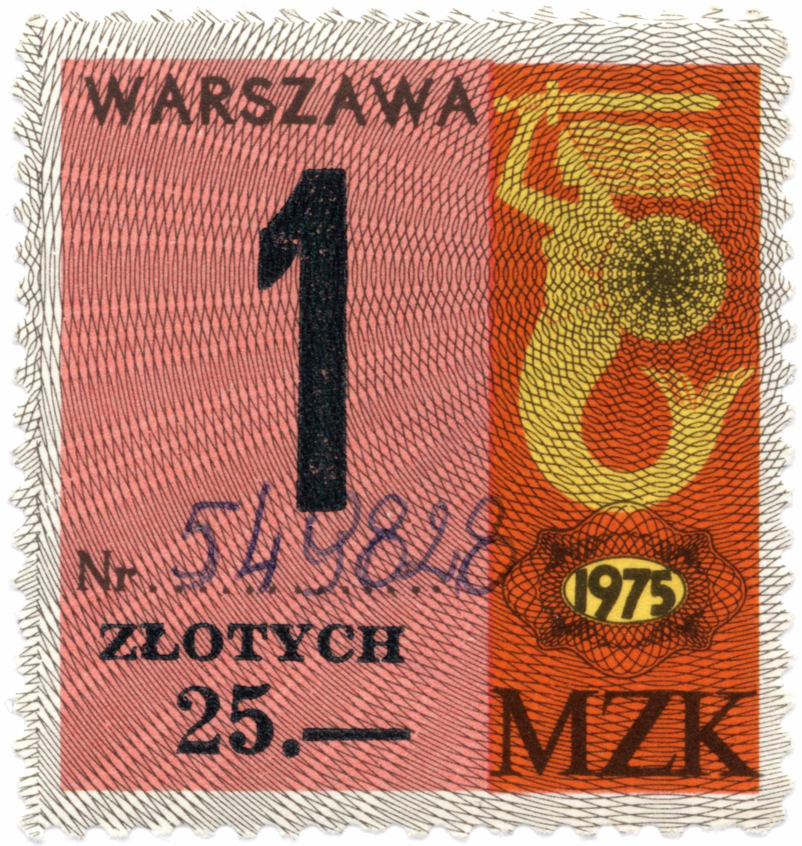 WARSZAWA
1
Nr. 549828
ZŁOTYCH
25.—
1975
MZK